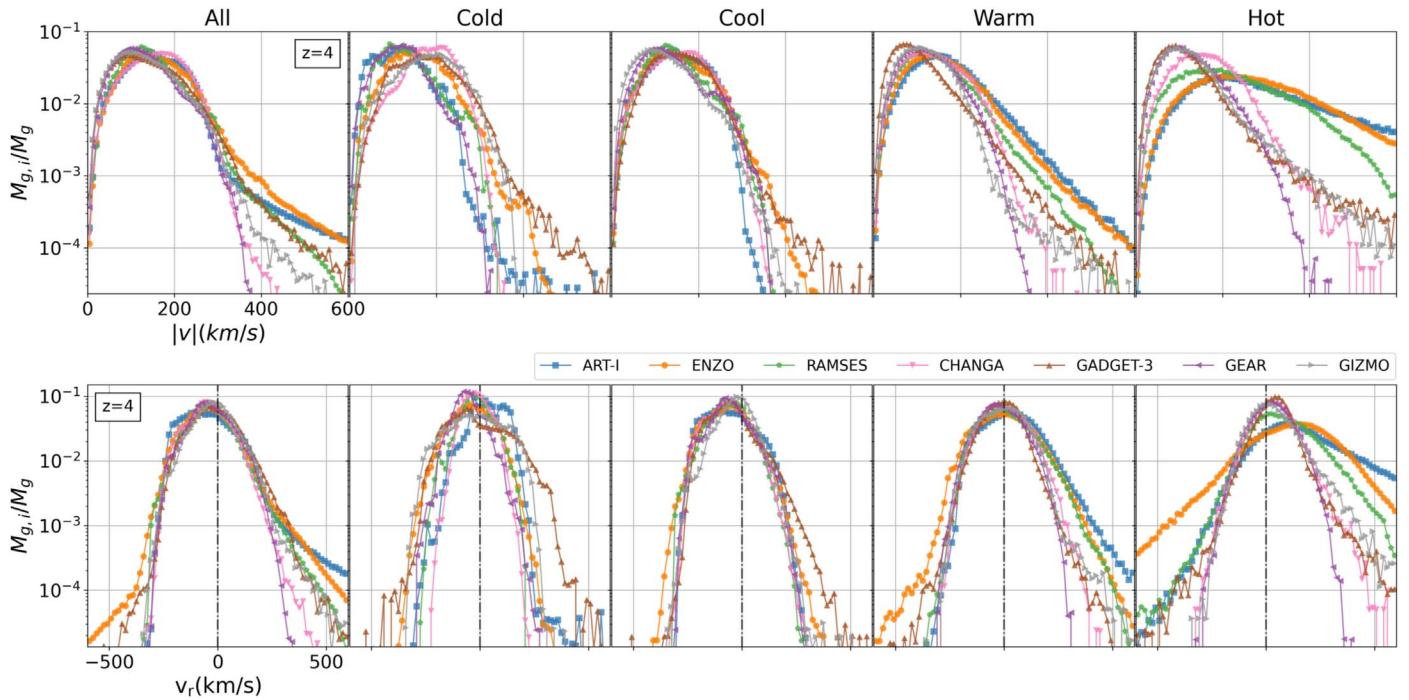 All Cold Cool Warm Hot
z=4
10⁻¹
10⁻²
10⁻³
10⁻⁴
M_{g,i}/M_g
0 200 400 600
|v|(km/s)
ART-I ENZO RAMSES CHANGA GADGET-3 GEAR GIZMO
z=4
10⁻¹
10⁻²
10⁻³
10⁻⁴
M_{g,i}/M_g
−500 0 500
v_r(km/s)